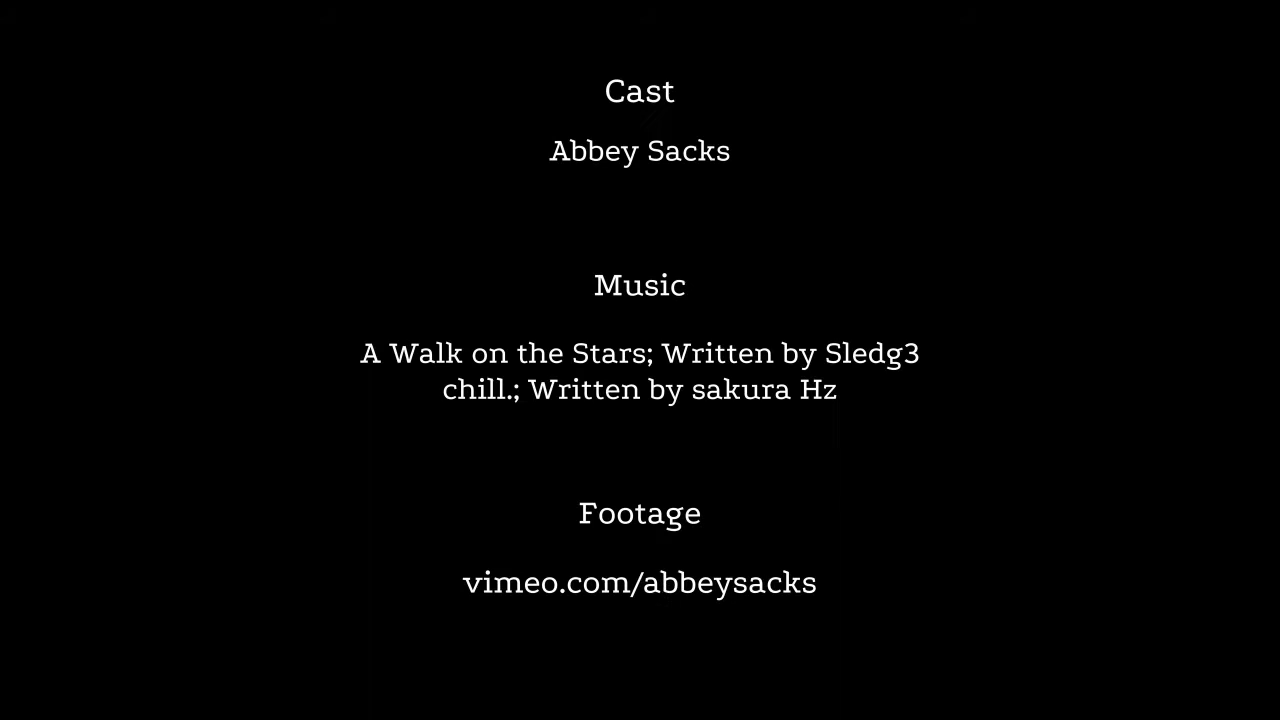 Cast
Abbey Sacks
Music
A Walk on the Stars; Written by Sledg3
chill.; Written by sakura Hz
Footage
vimeo.com/abbeysacks